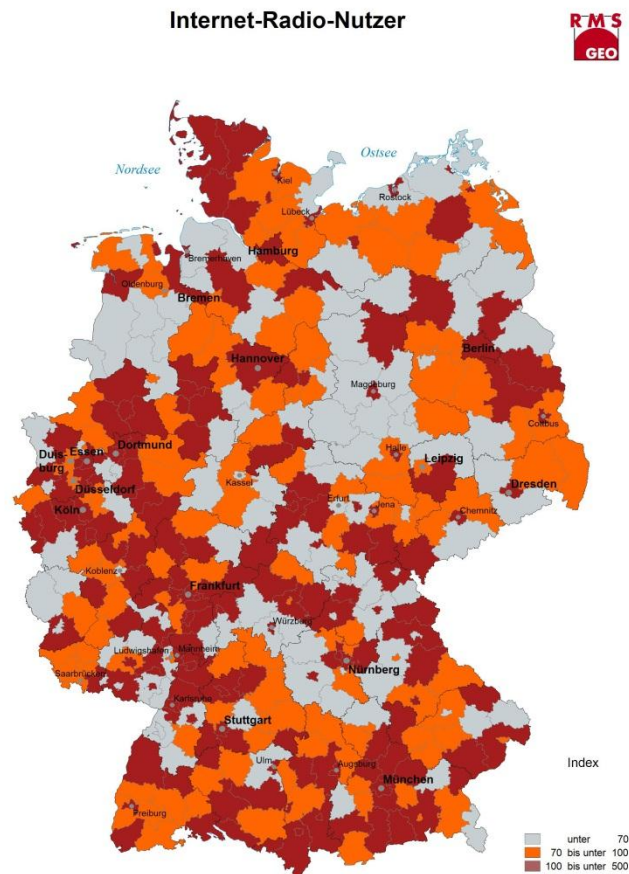 Internet-Radio-Nutzer
RMS
GEO
Nordsee
Ostsee
Kiel
Rostock
Lübeck
Hamburg
Bremerhaven
Oldenburg
Bremen
Berlin
Hannover
Magdeburg
Cottbus
Dortmund
Essen
Duis-
burg
Halle
Leipzig
Kassel
Düsseldorf
Dresden
Erfurt
Jena
Chemnitz
Köln
Koblenz
Frankfurt
Würzburg
Ludwigshafen
Mannheim
Nürnberg
Saarbrücken
Karlsruhe
Stuttgart
Ulm
Augsburg
München
Freiburg
Index
unter 70
70 bis unter 100
100 bis unter 500